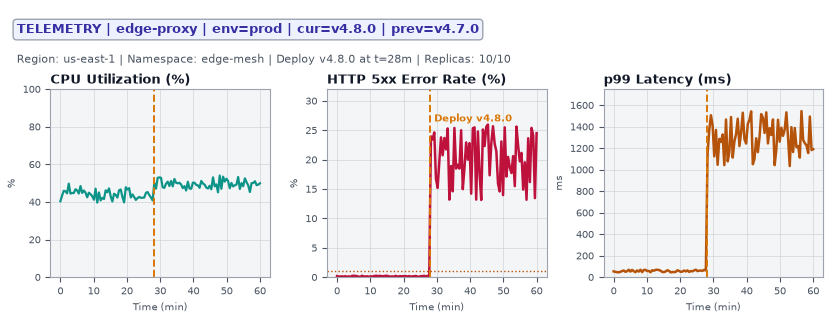 TELEMETRY | edge-proxy | env=prod | cur=v4.8.0 | prev=v4.7.0
Region: us-east-1 | Namespace: edge-mesh | Deploy v4.8.0 at t=28m | Replicas: 10/10
CPU Utilization (%)
100
80
60
40
20
0
%
0 10 20 30 40 50 60
Time (min)
HTTP 5xx Error Rate (%)
Deploy v4.8.0
30
25
20
15
10
5
0
%
0 10 20 30 40 50 60
Time (min)
p99 Latency (ms)
1600
1400
1200
1000
800
600
400
200
0
ms
0 10 20 30 40 50 60
Time (min)